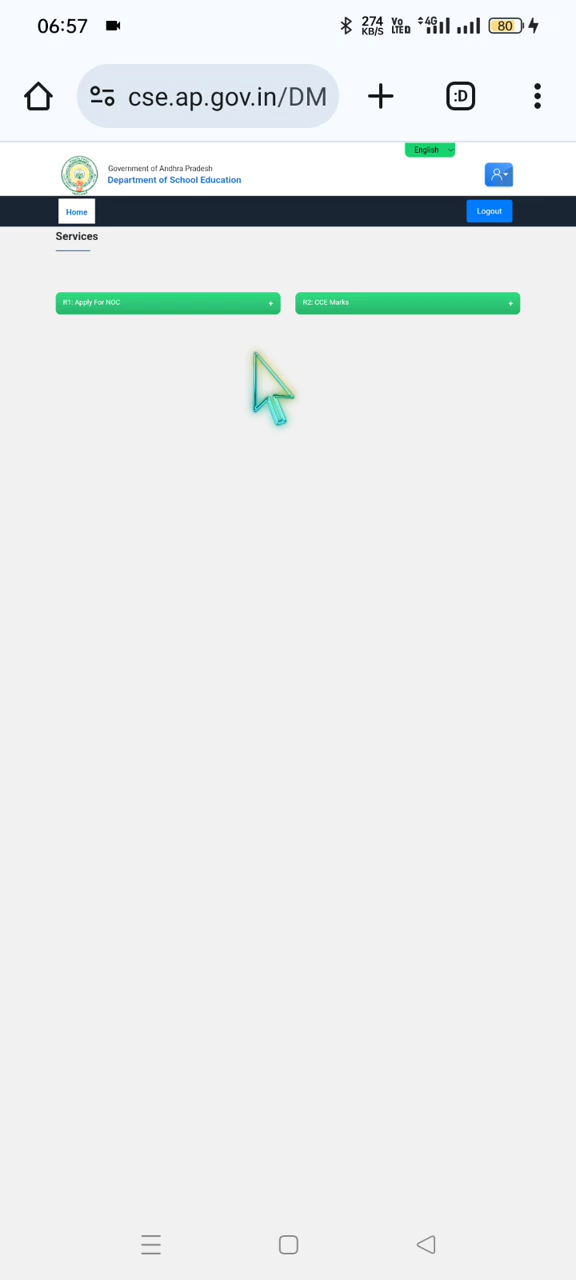 06:57
274 KB/S Vo LTE D 4G 80
cse.ap.gov.in/DM
:D
English
Government of Andhra Pradesh
Department of School Education
Home
Logout
Services
R1: Apply For NOC +
R2: CCE Marks +